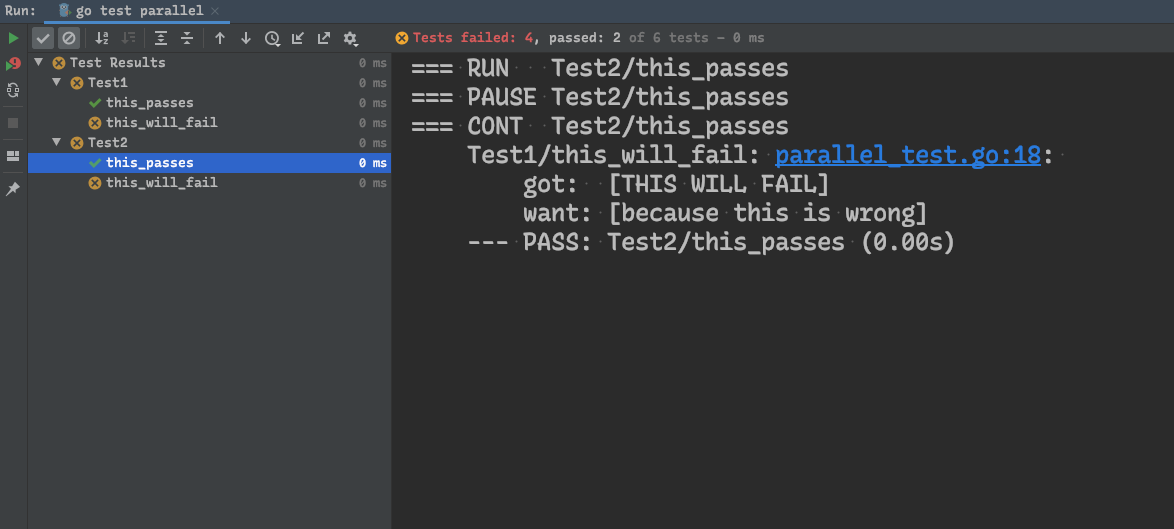 Run: go test parallel
Tests failed: 4, passed: 2 of 6 tests – 0 ms
Test Results 0 ms
Test1 0 ms
this_passes 0 ms
this_will_fail 0 ms
Test2 0 ms
this_passes 0 ms
this_will_fail 0 ms
=== RUN   Test2/this_passes
=== PAUSE Test2/this_passes
=== CONT  Test2/this_passes
Test1/this_will_fail: parallel_test.go:18:
got:  [THIS WILL FAIL]
want: [because this is wrong]
--- PASS: Test2/this_passes (0.00s)